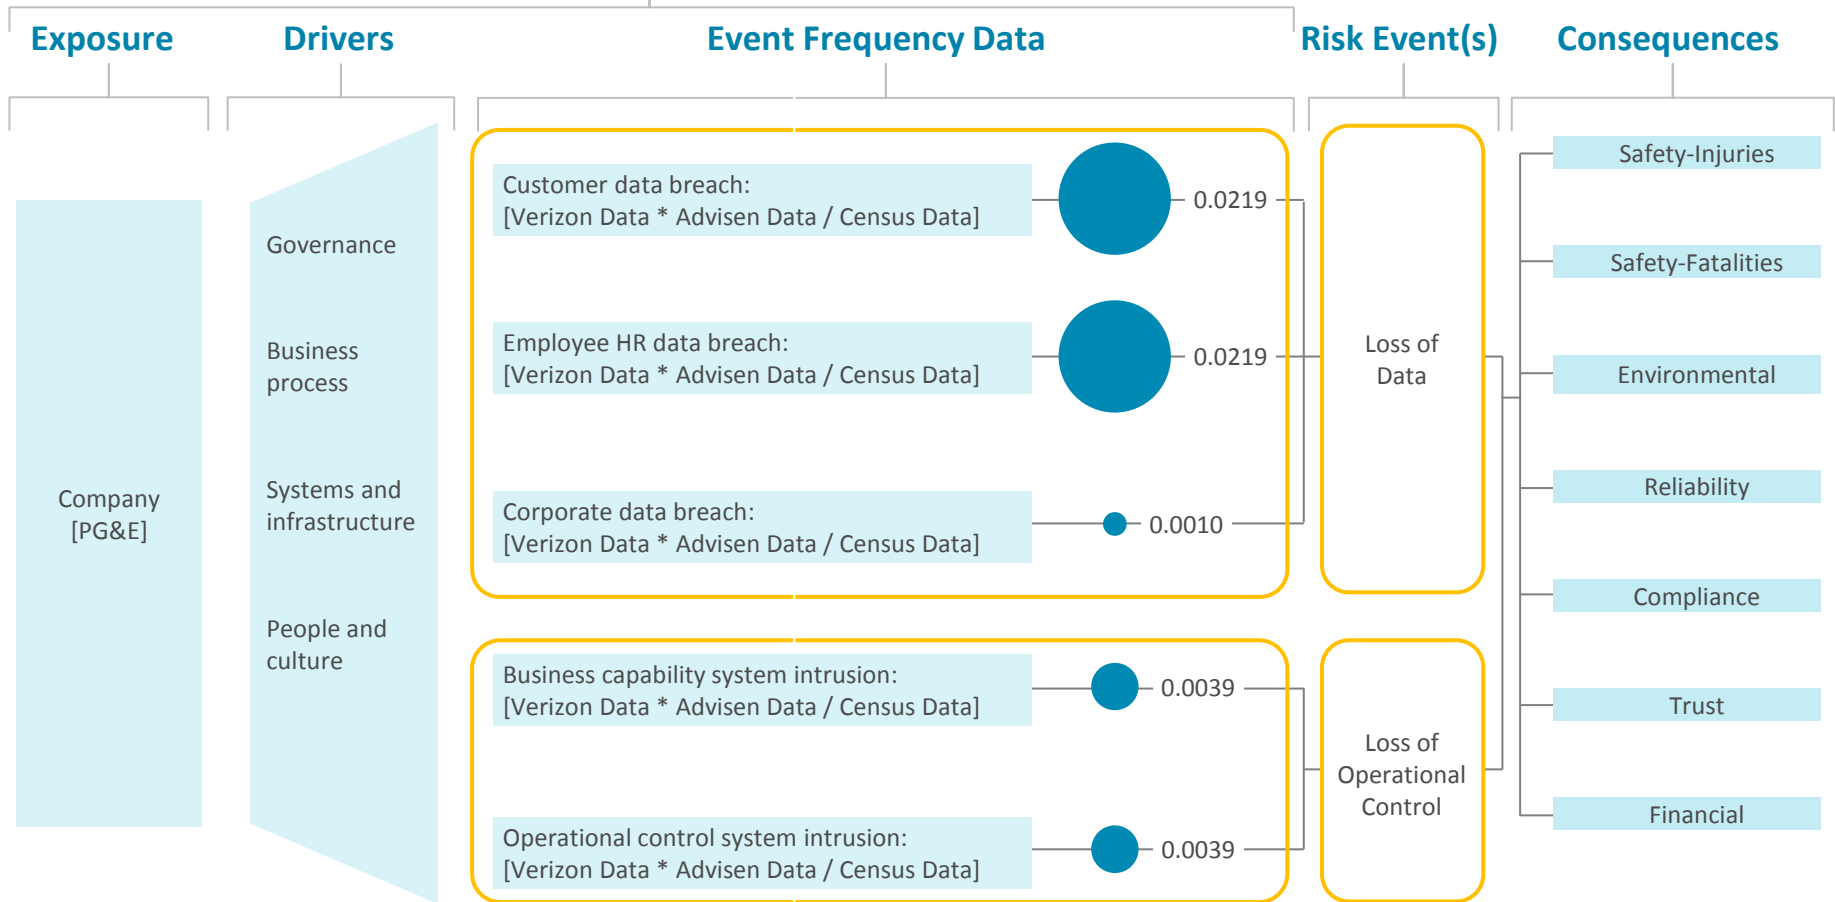 Exposure
Drivers
Event Frequency Data
Risk Event(s)
Consequences
Company
[PG&E]
Governance
Business
process
Systems and
infrastructure
People and
culture
Customer data breach:
[Verizon Data * Advisen Data / Census Data]
0.0219
Employee HR data breach:
[Verizon Data * Advisen Data / Census Data]
0.0219
Corporate data breach:
[Verizon Data * Advisen Data / Census Data]
0.0010
Business capability system intrusion:
[Verizon Data * Advisen Data / Census Data]
0.0039
Operational control system intrusion:
[Verizon Data * Advisen Data / Census Data]
0.0039
Loss of
Data
Loss of
Operational
Control
Safety-Injuries
Safety-Fatalities
Environmental
Reliability
Compliance
Trust
Financial